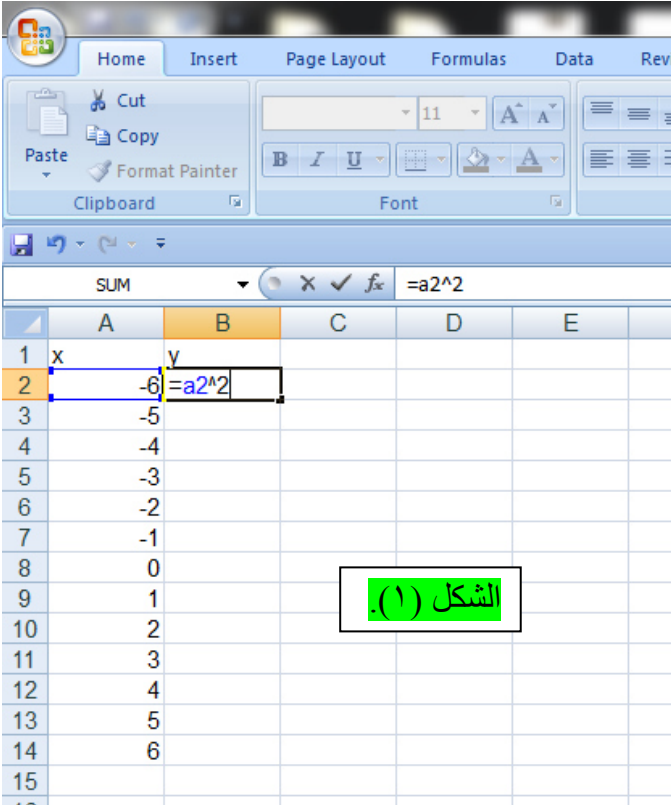 Home Insert Page Layout Formulas Data Rev
Cut
Copy
Paste
Format Painter
Clipboard
11
A A
B I U A
Font
SUM fx =a2^2
A B C D E
1 x y
2 -6 =a2^2
3 -5
4 -4
5 -3
6 -2
7 -1
8 0
9 1
10 2
11 3
12 4
13 5
14 6
15
الشكل (١).